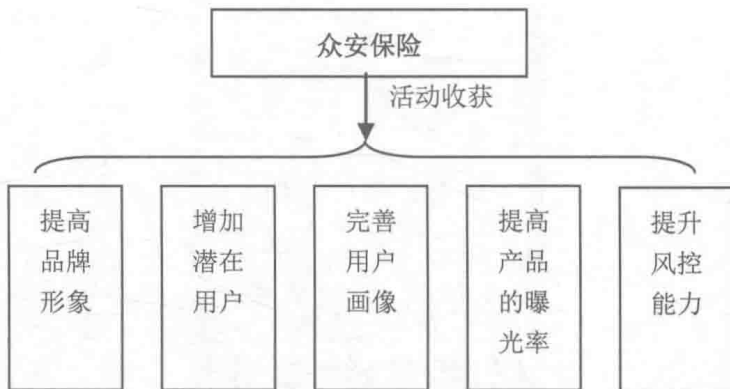 众安保险
活动收获
提高
品牌
形象
增加
潜在
用户
完善
用户
画像
提高
产品
的曝
光率
提升
风控
能力